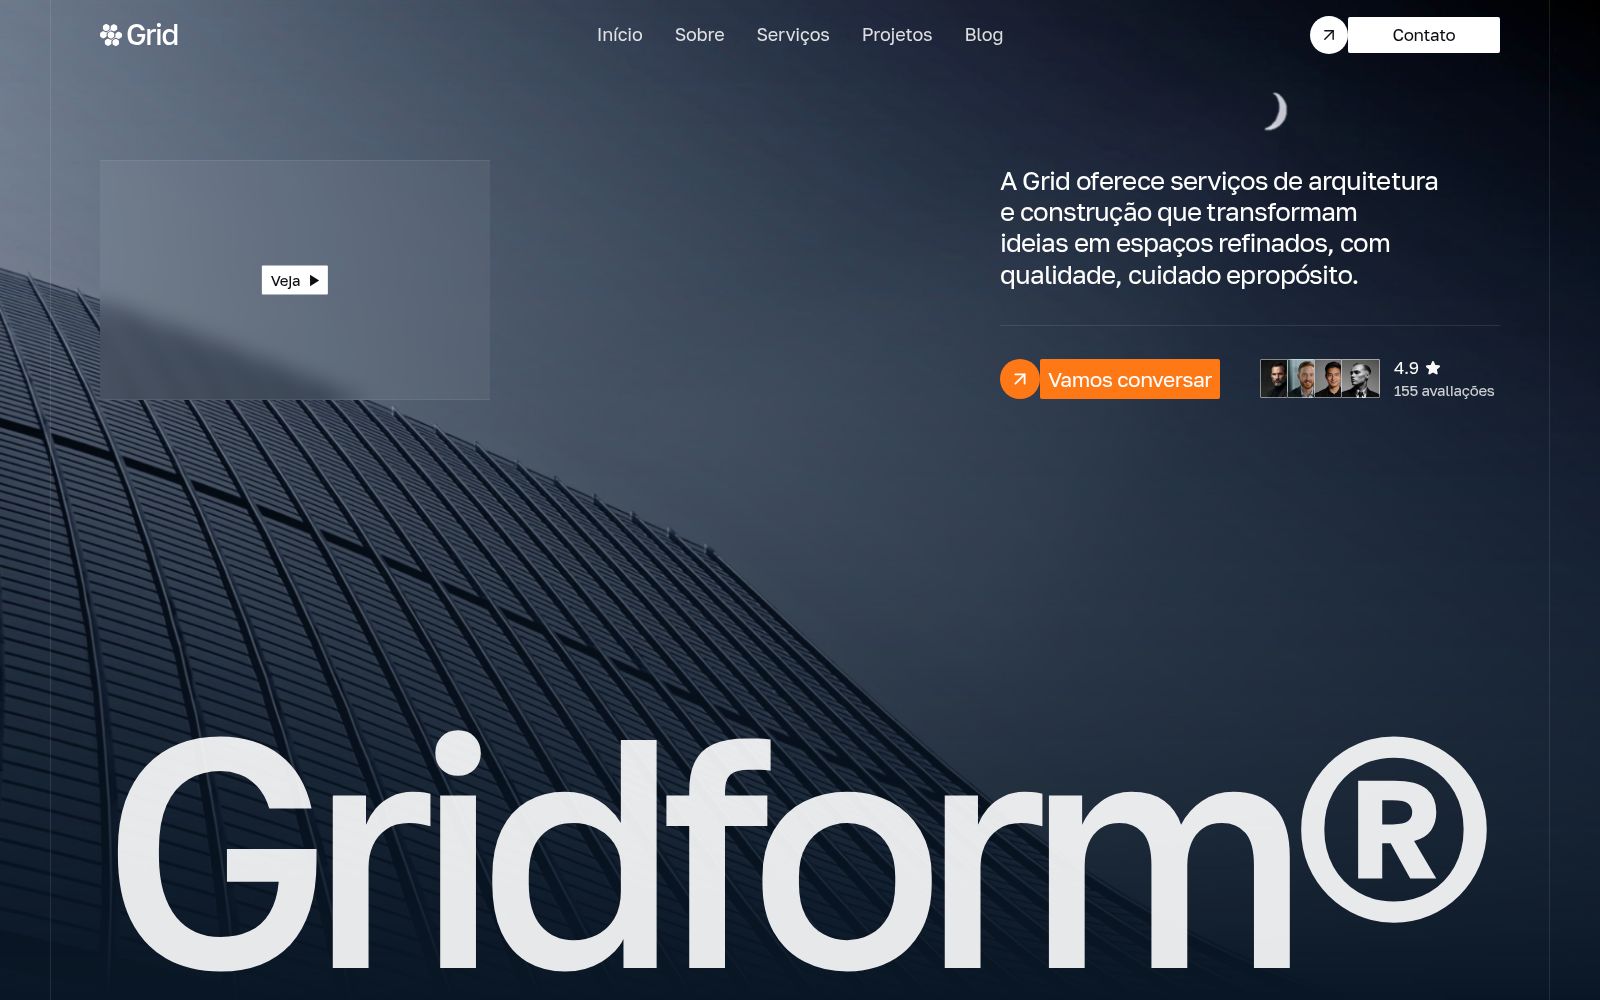 Grid
Início
Sobre
Serviços
Projetos
Blog
Contato
Veja
A Grid oferece serviços de arquitetura
e construção que transformam
ideias em espaços refinados, com
qualidade, cuidado epropósito.
Vamos conversar
4.9
155 avaliações
Gridform®